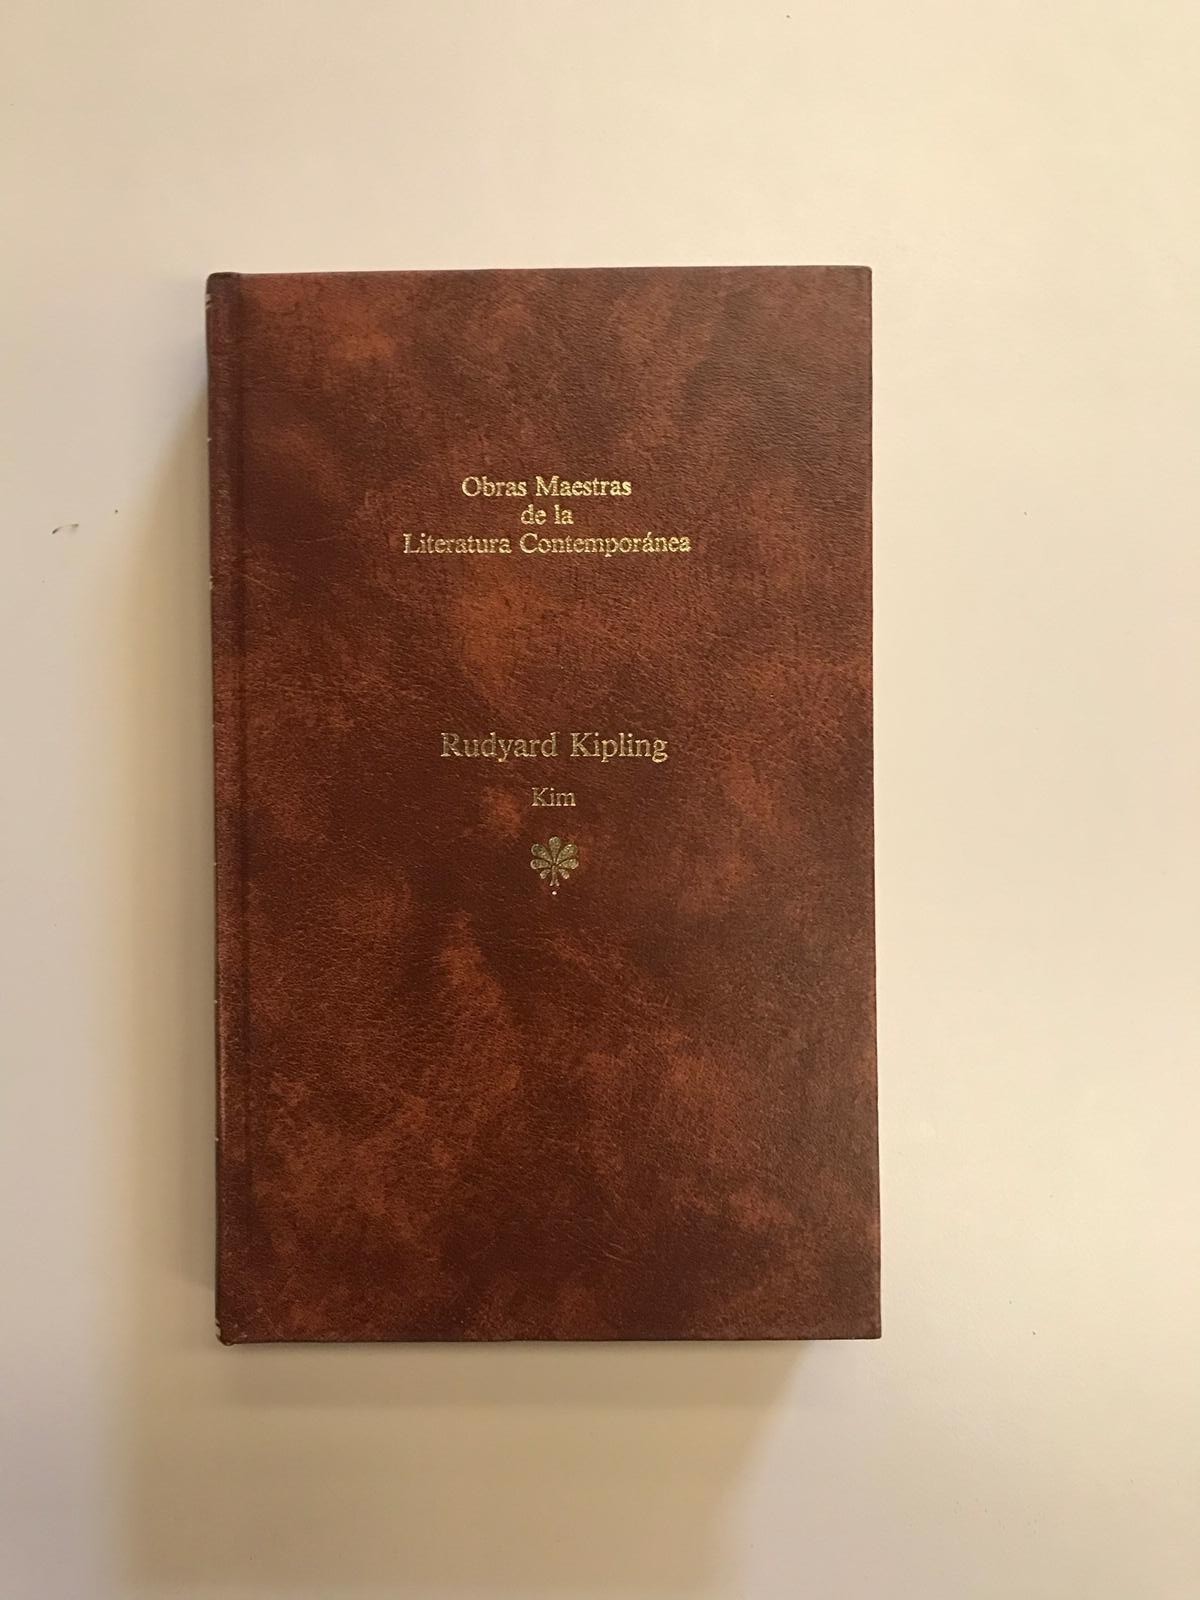 Obras Maestras
de la
Literatura Contemporánea
Rudyard Kipling
Kim